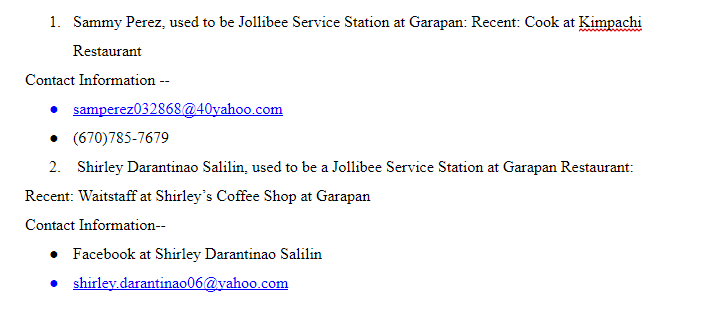 1. Sammy Perez, used to be Jollibee Service Station at Garapan: Recent: Cook at Kimpachi
Restaurant
Contact Information --
● samperez032868@40yahoo.com
● (670)785-7679
2. Shirley Darantinao Salilin, used to be a Jollibee Service Station at Garapan Restaurant:
Recent: Waitstaff at Shirley's Coffee Shop at Garapan
Contact Information--
● Facebook at Shirley Darantinao Salilin
● shirley.darantinao06@yahoo.com